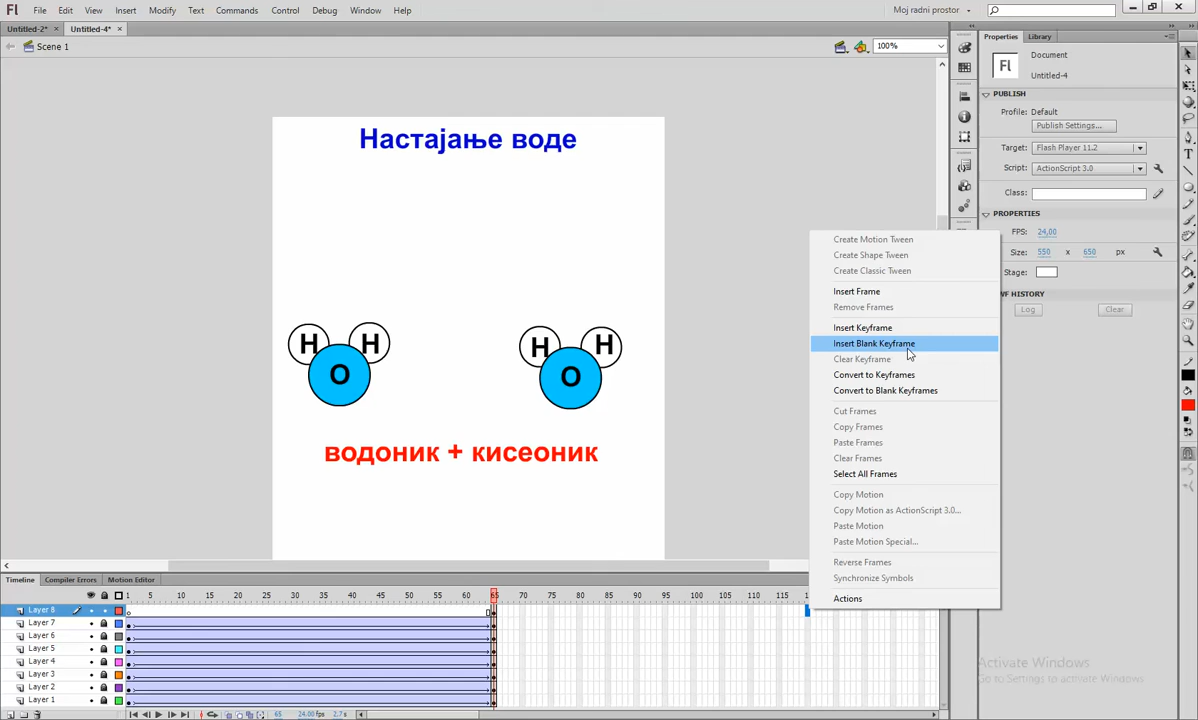 Fl File Edit View Insert Modify Text Commands Control Debug Window Help Moj radni prostor
Untitled-2* × Untitled-4* ×
Scene 1 100%
Настајање воде
H H
O
H H
O
водоник + кисеоник
Properties Library
Fl Document
Untitled-4
PUBLISH
Profile: Default
Publish Settings...
Target: Flash Player 11.2
Script: ActionScript 3.0
Class:
PROPERTIES
FPS: 24,00
Size: 550 x 650 px
Stage:
WF HISTORY
Log Clear
Create Motion Tween
Create Shape Tween
Create Classic Tween
Insert Frame
Remove Frames
Insert Keyframe
Insert Blank Keyframe
Clear Keyframe
Convert to Keyframes
Convert to Blank Keyframes
Cut Frames
Copy Frames
Paste Frames
Clear Frames
Select All Frames
Copy Motion
Copy Motion as ActionScript 3.0...
Paste Motion
Paste Motion Special...
Reverse Frames
Synchronize Symbols
Actions
Timeline Compiler Errors Motion Editor
1 5 10 15 20 25 30 35 40 45 50 55 60 65 70 75 80 85 90 95 100 105 110 115
Layer 8
Layer 7
Layer 6
Layer 5
Layer 4
Layer 3
Layer 2
Layer 1
65 24.00 fps 2.7 s
Activate Windows
Go to Settings to activate Windows.